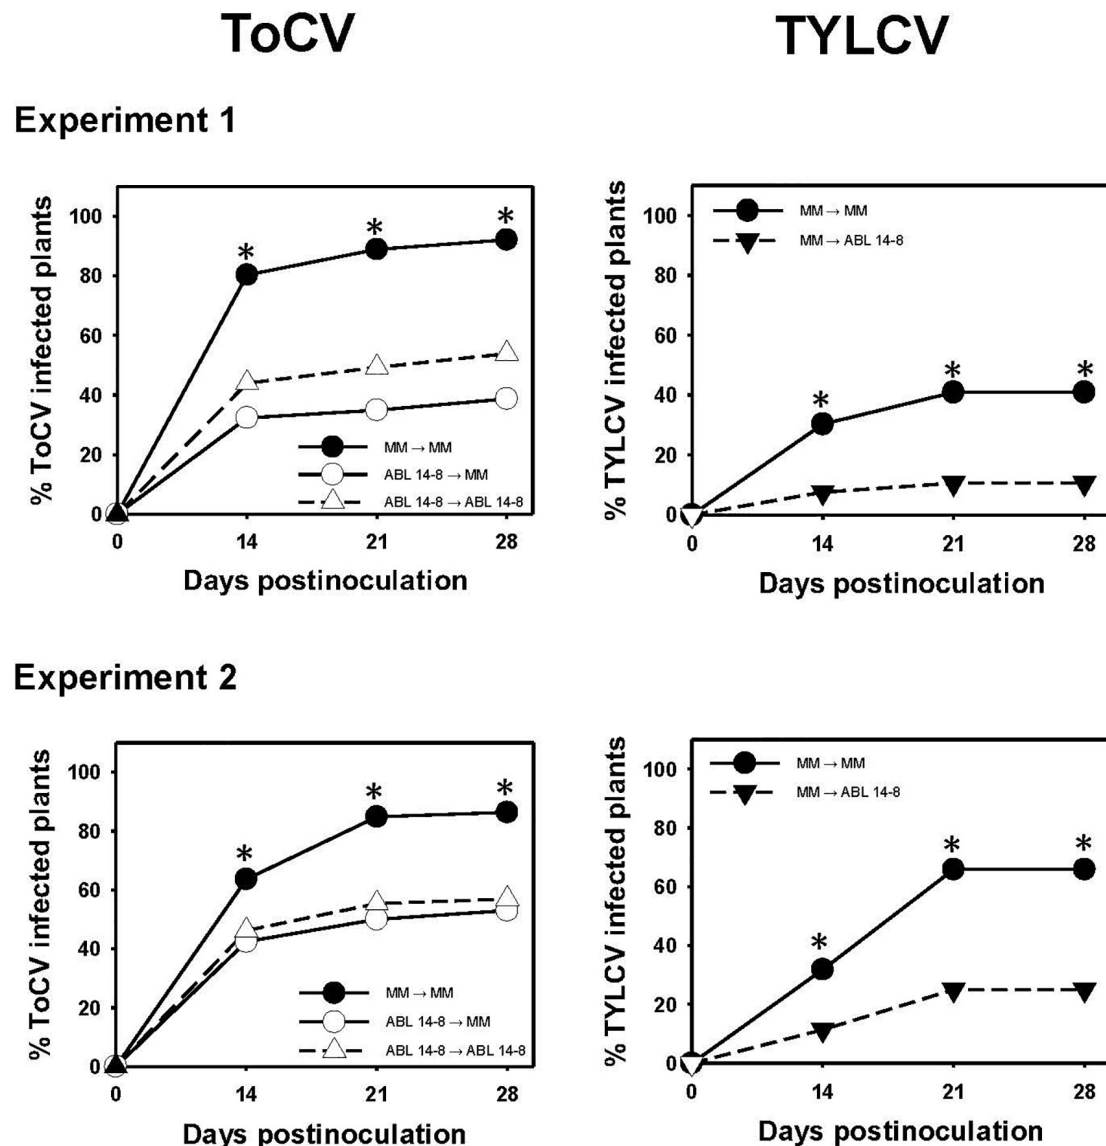 ToCV
TYLCV
Experiment 1
% ToCV infected plants
100
80
60
40
20
0
* * *
MM → MM
ABL 14-8 → MM
ABL 14-8 → ABL 14-8
0 14 21 28
Days postinoculation
% TYLCV infected plants
100
80
60
40
20
0
MM → MM
MM → ABL 14-8
* * *
0 14 21 28
Days postinoculation
Experiment 2
% ToCV infected plants
100
80
60
40
20
0
* * *
MM → MM
ABL 14-8 → MM
ABL 14-8 → ABL 14-8
0 14 21 28
Days postinoculation
% TYLCV infected plants
100
80
60
40
20
0
MM → MM
MM → ABL 14-8
* * *
0 14 21 28
Days postinoculation